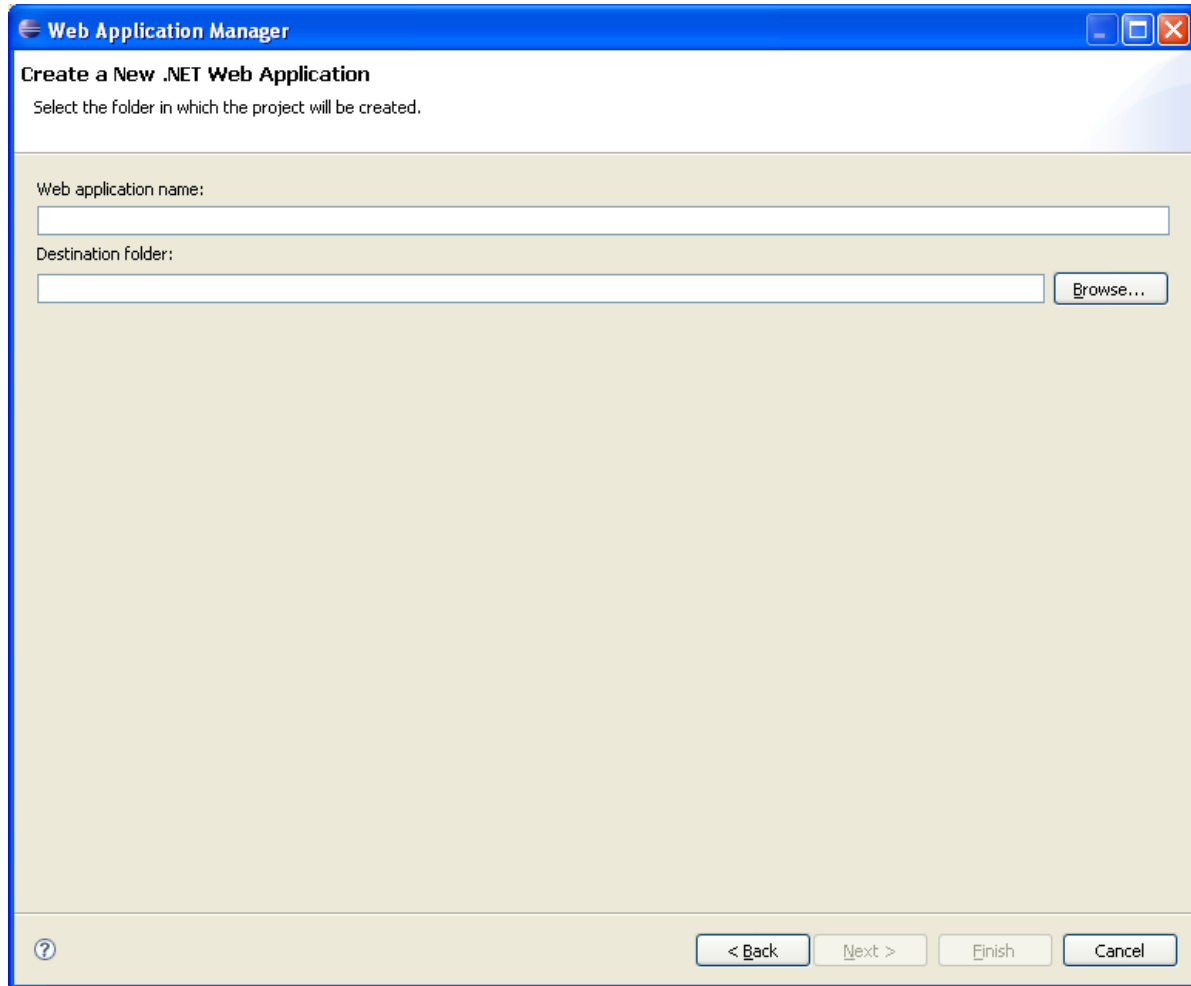 Web Application Manager
Create a New .NET Web Application
Select the folder in which the project will be created.
Web application name:
Destination folder:
Browse...
?
< Back Next > Finish Cancel